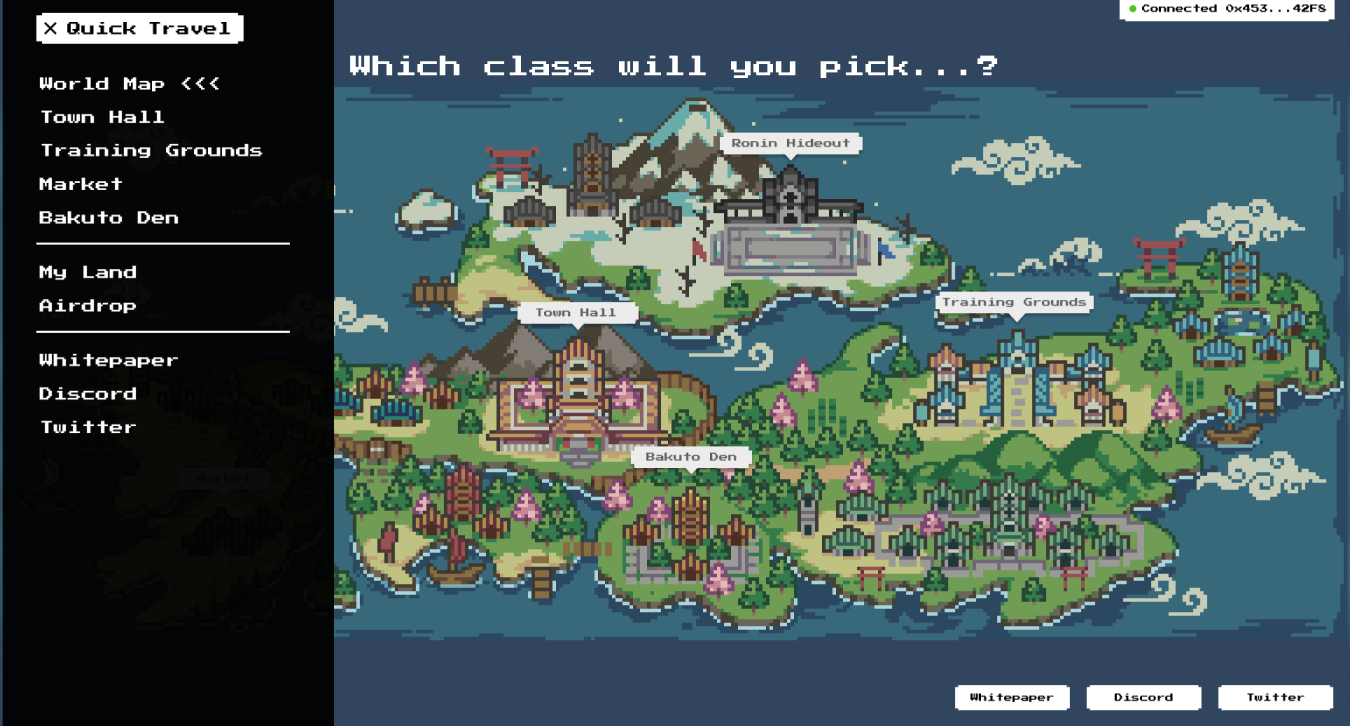 X Quick Travel
World Map <<<
Town Hall
Training Grounds
Market
Bakuto Den
My Land
Airdrop
Whitepaper
Discord
Twitter
Connected 0x453...42F8
Which class will you pick...?
Ronin Hideout
Training Grounds
Town Hall
Bakuto Den
Market
Whitepaper
Discord
Twitter